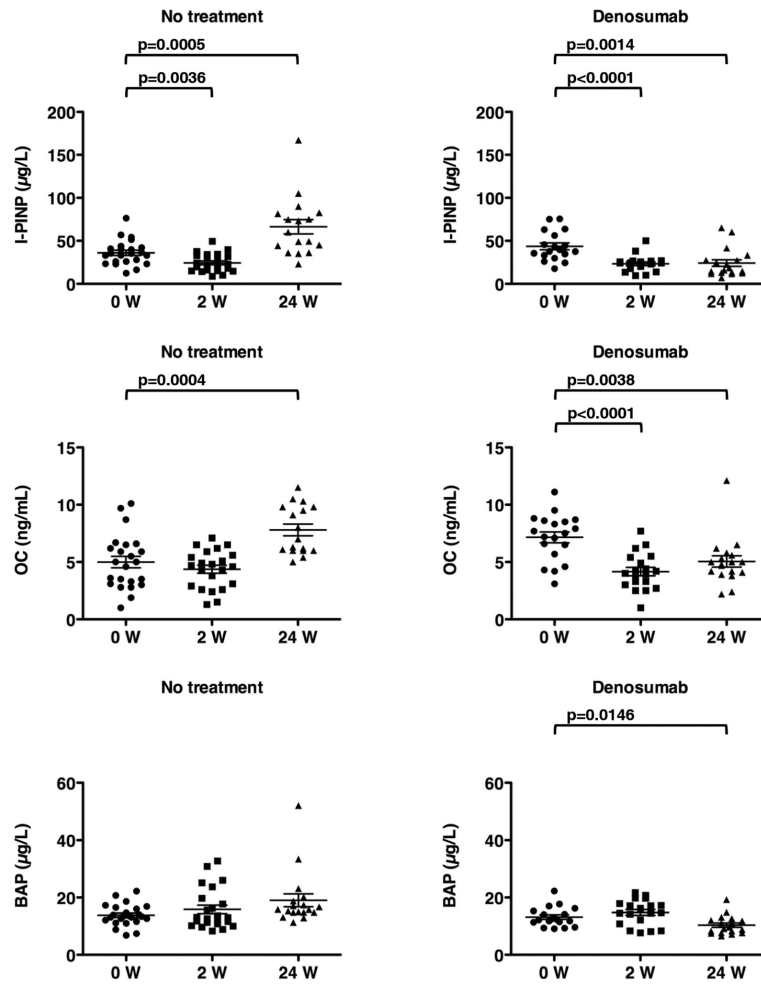 No treatment
p=0.0005
p=0.0036
200
150
100
50
0
I-PINP (µg/L)
0 W 2 W 24 W
Denosumab
p=0.0014
p<0.0001
200
150
100
50
0
I-PINP (µg/L)
0 W 2 W 24 W
No treatment
p=0.0004
15
10
5
0
OC (ng/mL)
0 W 2 W 24 W
Denosumab
p=0.0038
p<0.0001
15
10
5
0
OC (ng/mL)
0 W 2 W 24 W
No treatment
60
40
20
0
BAP (µg/L)
0 W 2 W 24 W
Denosumab
p=0.0146
60
40
20
0
BAP (µg/L)
0 W 2 W 24 W